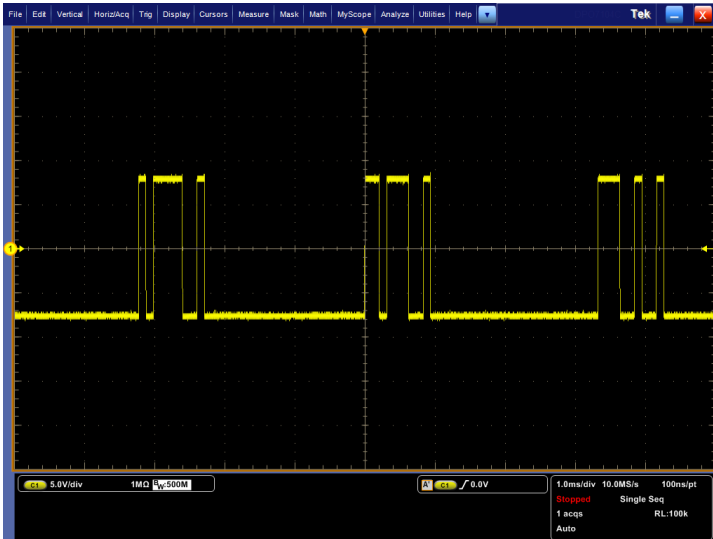 File Edit Vertical Horiz/Acq Trig Display Cursors Measure Mask Math MyScope Analyze Utilities Help Tek X
1
C1 5.0V/div 1MΩ BW:500M
A' C1 0.0V
1.0ms/div 10.0MS/s 100ns/pt
Stopped Single Seq
1 acqs RL:100k
Auto